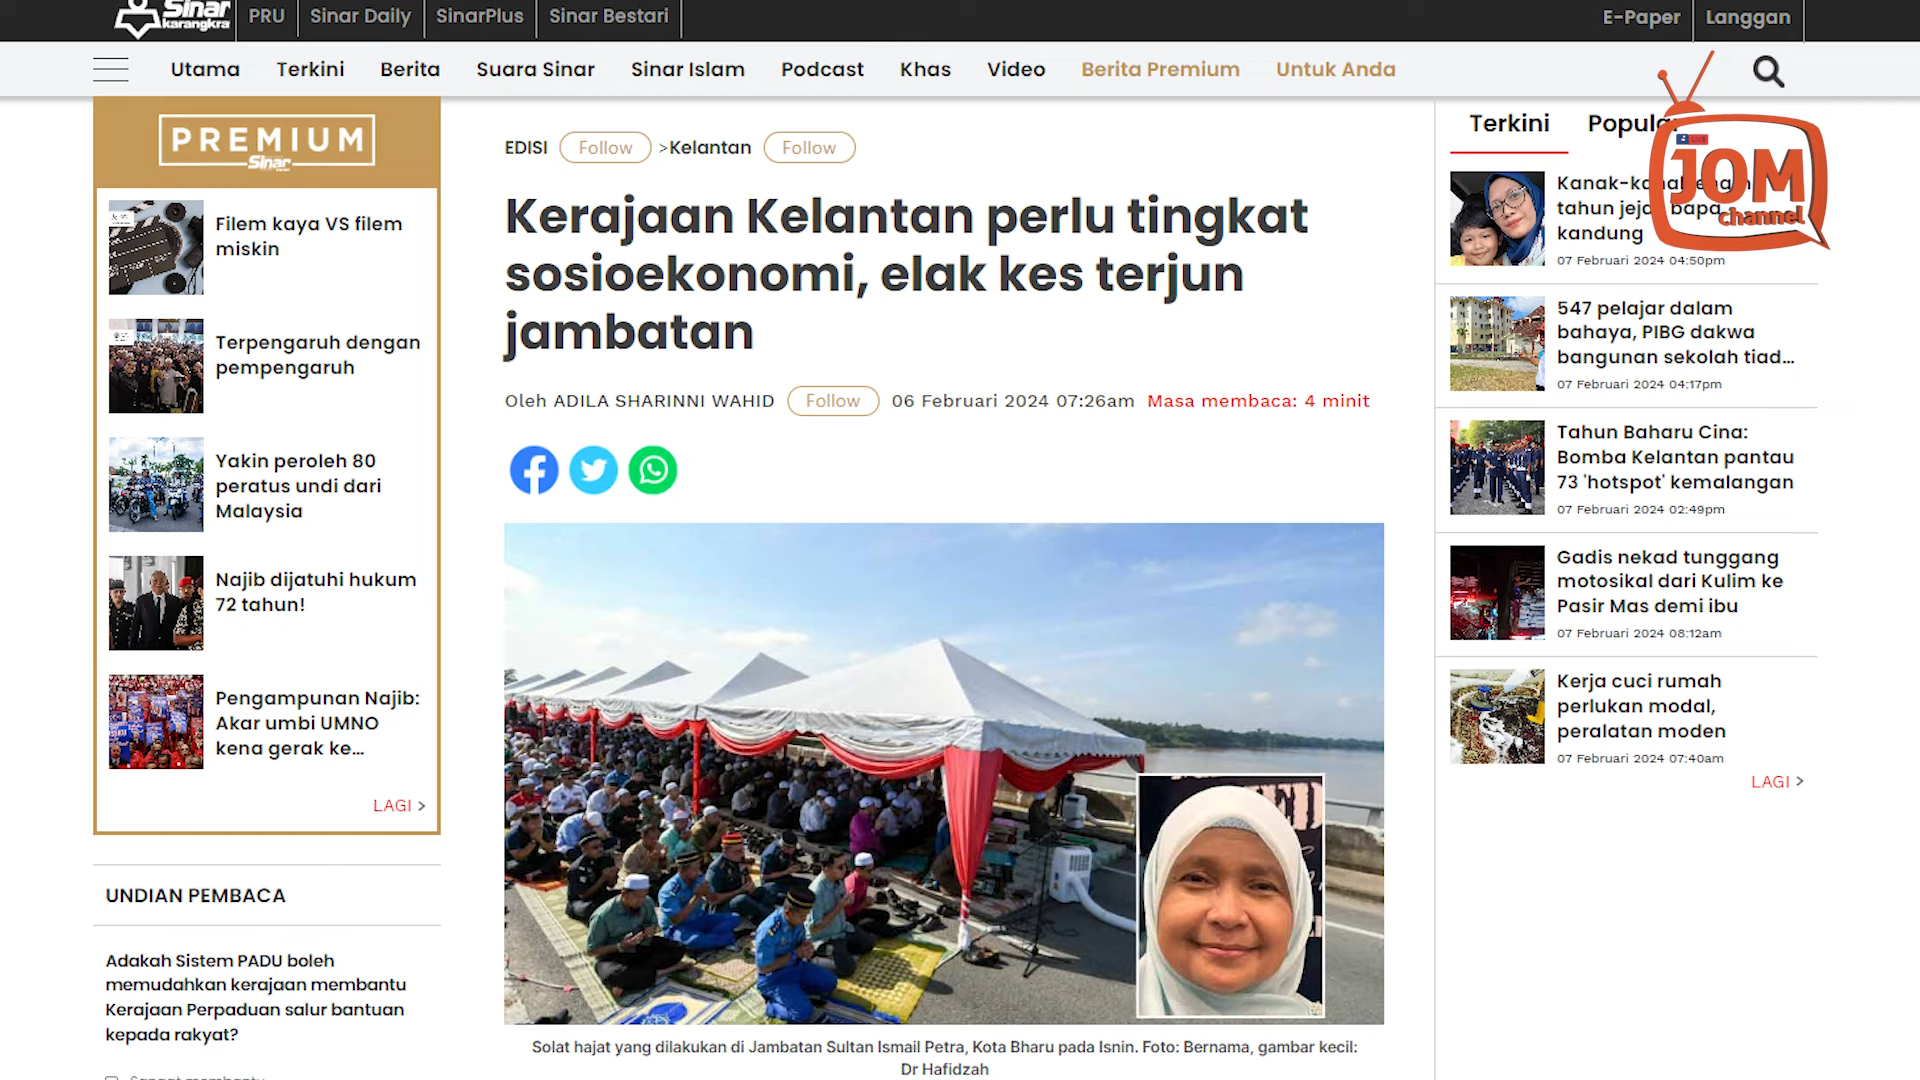 Sinar
karangkraf
PRU
Sinar Daily
SinarPlus
Sinar Bestari
E-Paper
Langgan
Utama
Terkini
Berita
Suara Sinar
Sinar Islam
Podcast
Khas
Video
Berita Premium
Untuk Anda
PREMIUM
Sinar
Filem kaya VS filem
miskin
Terpengaruh dengan
pempengaruh
Yakin peroleh 80
peratus undi dari
Malaysia
Najib dijatuhi hukum
72 tahun!
Pengampunan Najib:
Akar umbi UMNO
kena gerak ke...
LAGI >
UNDIAN PEMBACA
Adakah Sistem PADU boleh
memudahkan kerajaan membantu
Kerajaan Perpaduan salur bantuan
kepada rakyat?
EDISI Follow >Kelantan Follow
Kerajaan Kelantan perlu tingkat
sosioekonomi, elak kes terjun
jambatan
Oleh ADILA SHARINNI WAHID Follow 06 Februari 2024 07:26am Masa membaca: 4 minit
Solat hajat yang dilakukan di Jambatan Sultan Ismail Petra, Kota Bharu pada Isnin. Foto: Bernama, gambar kecil:
Dr Hafidzah
Terkini
Popular
JOM
channel
tahun bapa
kandung
07 Februari 2024 04:50pm
547 pelajar dalam
bahaya, PIBG dakwa
bangunan sekolah tiad...
07 Februari 2024 04:17pm
Tahun Baharu Cina:
Bomba Kelantan pantau
73 'hotspot' kemalangan
07 Februari 2024 02:49pm
Gadis nekad tunggang
motosikal dari Kulim ke
Pasir Mas demi ibu
07 Februari 2024 08:12am
Kerja cuci rumah
perlukan modal,
peralatan moden
07 Februari 2024 07:40am
LAGI >